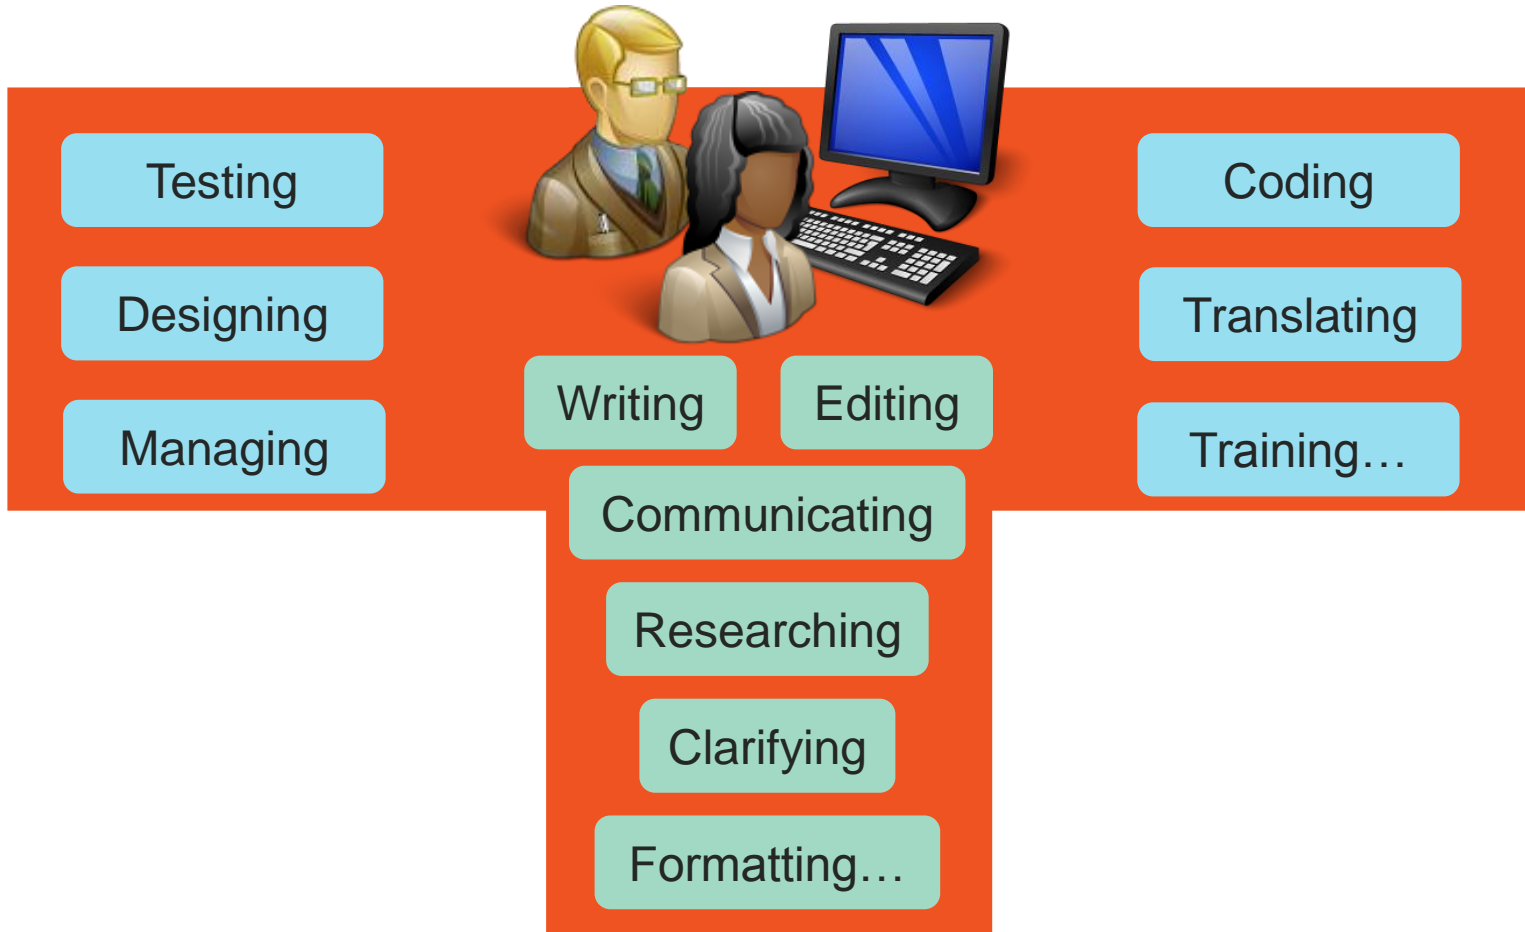 Testing
Designing
Managing
Writing
Editing
Communicating
Researching
Clarifying
Formatting…
Coding
Translating
Training…